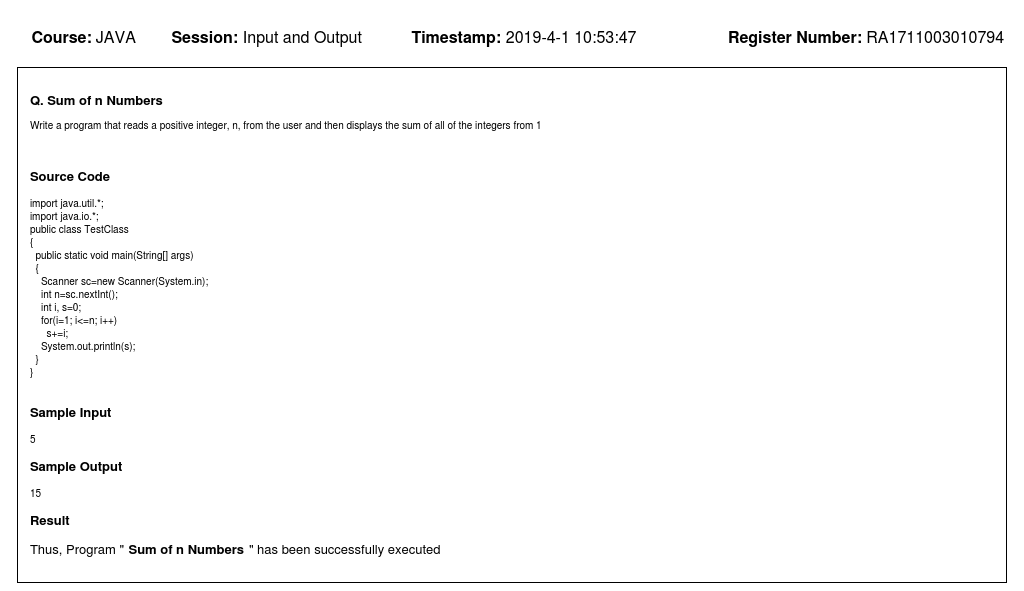 Course: JAVA Session: Input and Output Timestamp: 2019-4-1 10:53:47 Register Number: RA1711003010794
Q. Sum of n Numbers
Write a program that reads a positive integer, n, from the user and then displays the sum of all of the integers from 1
Source Code
import java.util.*;
import java.io.*;
public class TestClass
{
  public static void main(String[] args)
  {
    Scanner sc=new Scanner(System.in);
    int n=sc.nextInt();
    int i, s=0;
    for(i=1; i<=n; i++)
      s+=i;
    System.out.println(s);
  }
}
Sample Input
5
Sample Output
15
Result
Thus, Program " Sum of n Numbers " has been successfully executed